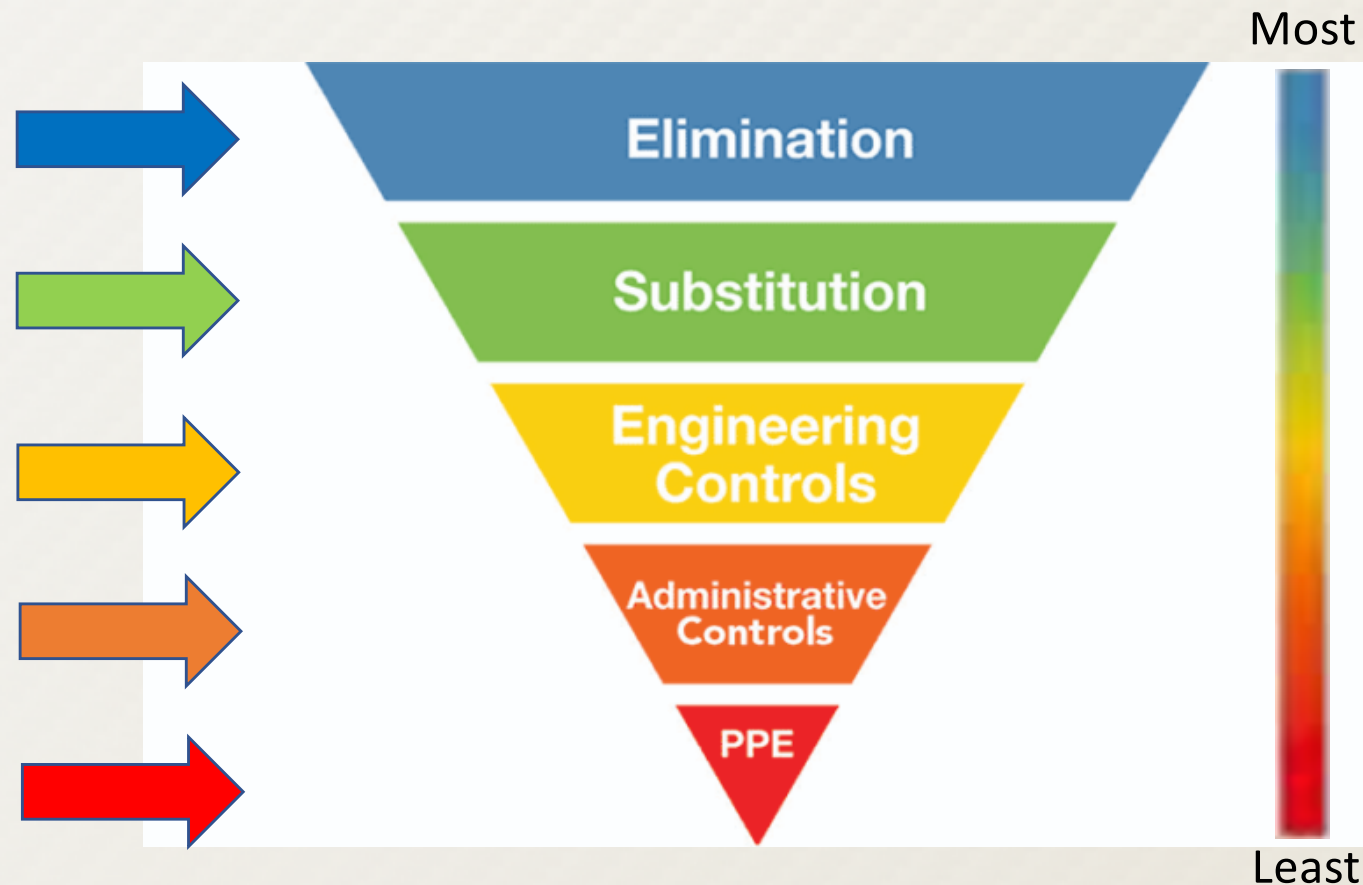 Most
Elimination
Substitution
Engineering
Controls
Administrative
Controls
PPE
Least